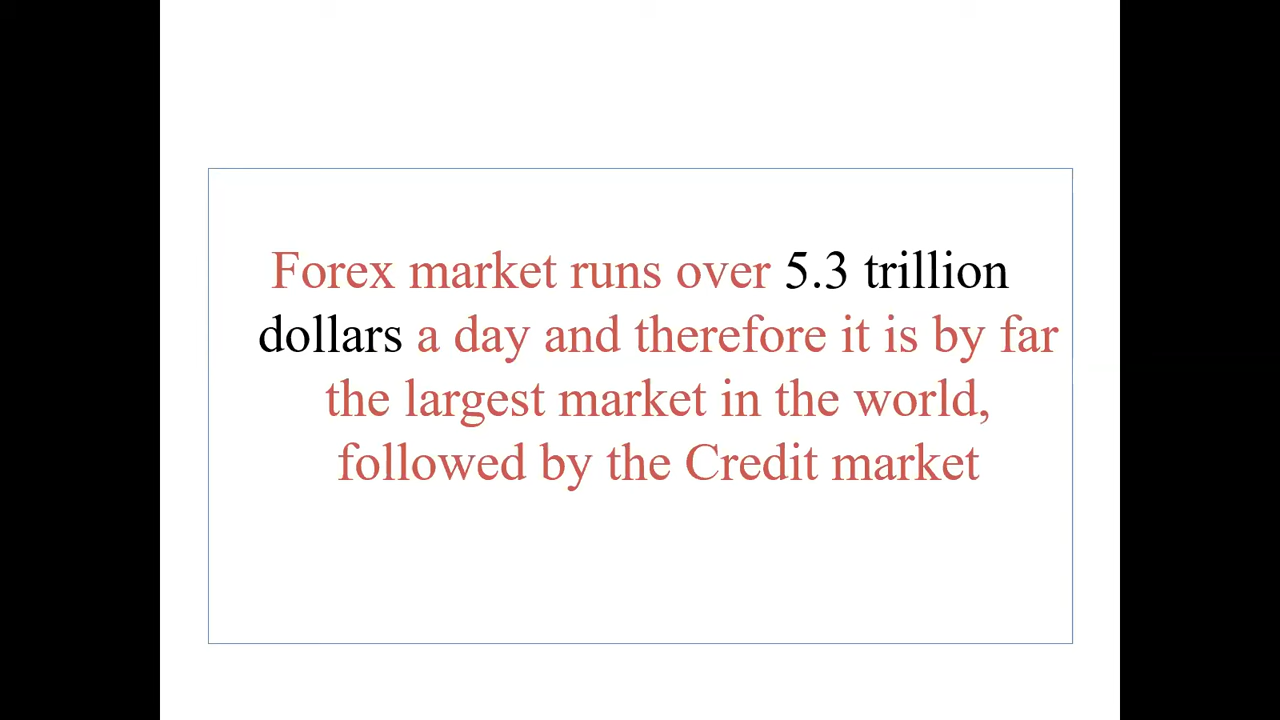 Forex market runs over 5.3 trillion
dollars a day and therefore it is by far
the largest market in the world,
followed by the Credit market